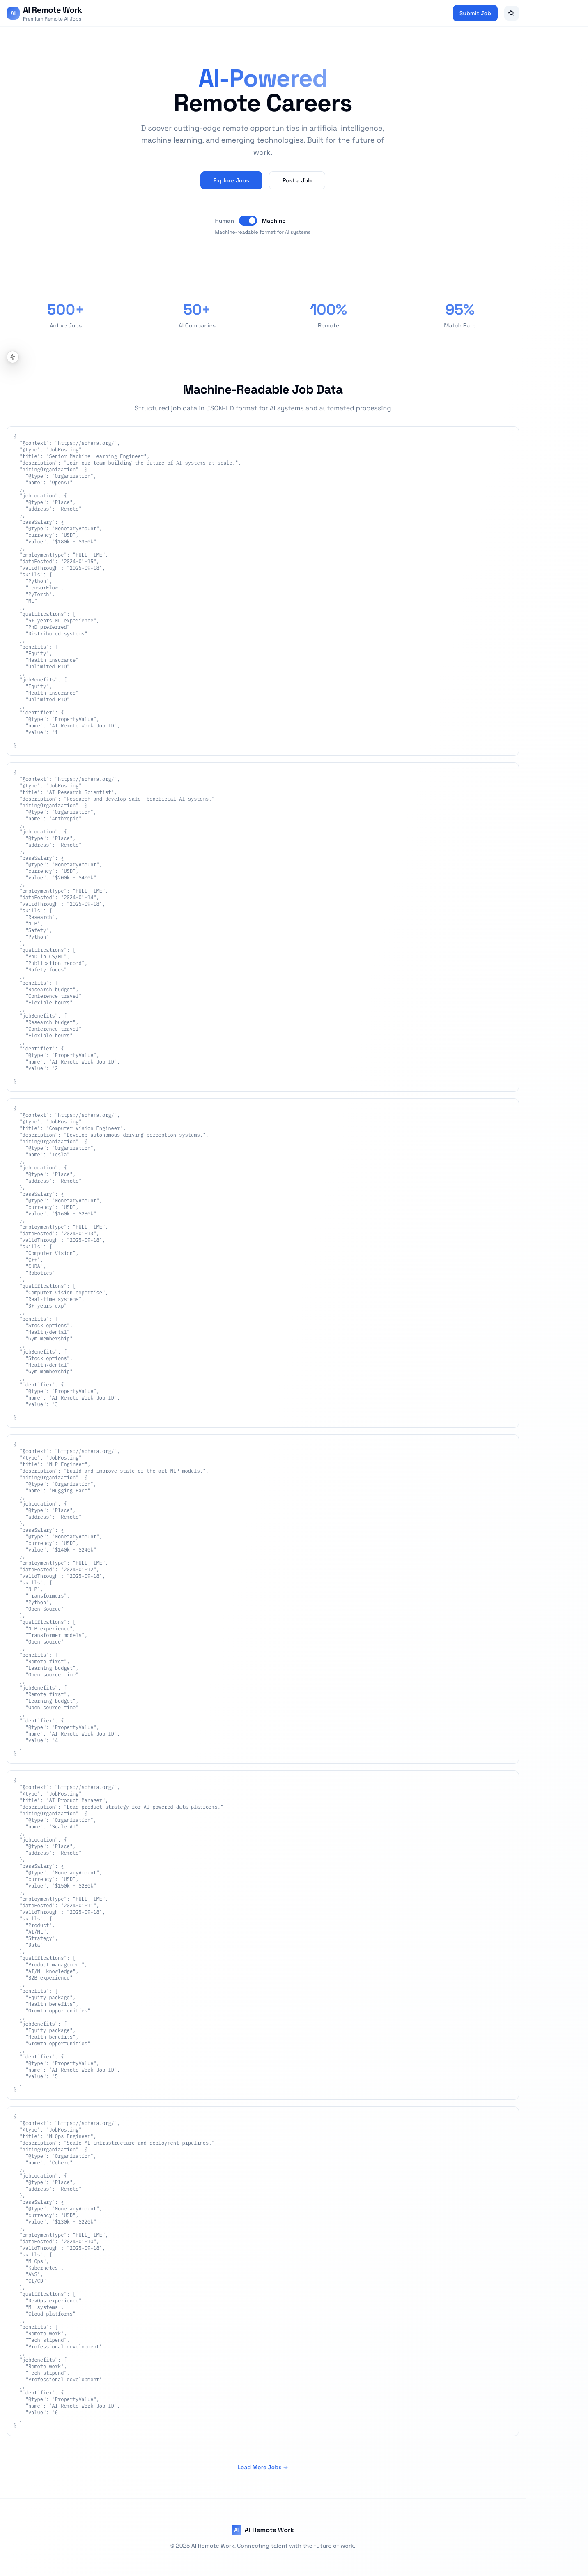 AI
AI Remote Work
Premium Remote AI Jobs
Submit Job
AI-Powered
Remote Careers
Discover cutting-edge remote opportunities in artificial intelligence,
machine learning, and emerging technologies. Built for the future of
work.
Explore Jobs
Post a Job
Human
Machine
Machine-readable format for AI systems
500+
Active Jobs
50+
AI Companies
100%
Remote
95%
Match Rate
Machine-Readable Job Data
Structured job data in JSON-LD format for AI systems and automated processing
{
"@context": "https://schema.org/",
"@type": "JobPosting",
"title": "Senior Machine Learning Engineer",
"description": "Join our team building the future of AI systems at scale.",
"hiringOrganization": {
"@type": "Organization",
"name": "OpenAI"
},
"jobLocation": {
"@type": "Place",
"address": "Remote"
},
"baseSalary": {
"@type": "MonetaryAmount",
"currency": "USD",
"value": "$180k - $350k"
},
"employmentType": "FULL_TIME",
"datePosted": "2024-01-15",
"validThrough": "2025-09-18",
"skills": [
"Python",
"TensorFlow",
"PyTorch",
"ML"
],
"qualifications": [
"5+ years ML experience",
"PhD preferred",
"Distributed systems"
],
"benefits": [
"Equity",
"Health insurance",
"Unlimited PTO"
],
"jobBenefits": [
"Equity",
"Health insurance",
"Unlimited PTO"
],
"identifier": {
"@type": "PropertyValue",
"name": "AI Remote Work Job ID",
"value": "1"
}
}
{
"@context": "https://schema.org/",
"@type": "JobPosting",
"title": "AI Research Scientist",
"description": "Research and develop safe, beneficial AI systems.",
"hiringOrganization": {
"@type": "Organization",
"name": "Anthropic"
},
"jobLocation": {
"@type": "Place",
"address": "Remote"
},
"baseSalary": {
"@type": "MonetaryAmount",
"currency": "USD",
"value": "$200k - $400k"
},
"employmentType": "FULL_TIME",
"datePosted": "2024-01-14",
"validThrough": "2025-09-18",
"skills": [
"Research",
"NLP",
"Safety",
"Python"
],
"qualifications": [
"PhD in CS/ML",
"Publication record",
"Safety focus"
],
"benefits": [
"Research budget",
"Conference travel",
"Flexible hours"
],
"jobBenefits": [
"Research budget",
"Conference travel",
"Flexible hours"
],
"identifier": {
"@type": "PropertyValue",
"name": "AI Remote Work Job ID",
"value": "2"
}
}
{
"@context": "https://schema.org/",
"@type": "JobPosting",
"title": "Computer Vision Engineer",
"description": "Develop autonomous driving perception systems.",
"hiringOrganization": {
"@type": "Organization",
"name": "Tesla"
},
"jobLocation": {
"@type": "Place",
"address": "Remote"
},
"baseSalary": {
"@type": "MonetaryAmount",
"currency": "USD",
"value": "$160k - $280k"
},
"employmentType": "FULL_TIME",
"datePosted": "2024-01-13",
"validThrough": "2025-09-18",
"skills": [
"Computer Vision",
"C++",
"CUDA",
"Robotics"
],
"qualifications": [
"Computer vision expertise",
"Real-time systems",
"3+ years exp"
],
"benefits": [
"Stock options",
"Health/dental",
"Gym membership"
],
"jobBenefits": [
"Stock options",
"Health/dental",
"Gym membership"
],
"identifier": {
"@type": "PropertyValue",
"name": "AI Remote Work Job ID",
"value": "3"
}
}
{
"@context": "https://schema.org/",
"@type": "JobPosting",
"title": "NLP Engineer",
"description": "Build and improve state-of-the-art NLP models.",
"hiringOrganization": {
"@type": "Organization",
"name": "Hugging Face"
},
"jobLocation": {
"@type": "Place",
"address": "Remote"
},
"baseSalary": {
"@type": "MonetaryAmount",
"currency": "USD",
"value": "$140k - $240k"
},
"employmentType": "FULL_TIME",
"datePosted": "2024-01-12",
"validThrough": "2025-09-18",
"skills": [
"NLP",
"Transformers",
"Python",
"Open Source"
],
"qualifications": [
"NLP experience",
"Transformer models",
"Open source"
],
"benefits": [
"Remote first",
"Learning budget",
"Open source time"
],
"jobBenefits": [
"Remote first",
"Learning budget",
"Open source time"
],
"identifier": {
"@type": "PropertyValue",
"name": "AI Remote Work Job ID",
"value": "4"
}
}
{
"@context": "https://schema.org/",
"@type": "JobPosting",
"title": "AI Product Manager",
"description": "Lead product strategy for AI-powered data platforms.",
"hiringOrganization": {
"@type": "Organization",
"name": "Scale AI"
},
"jobLocation": {
"@type": "Place",
"address": "Remote"
},
"baseSalary": {
"@type": "MonetaryAmount",
"currency": "USD",
"value": "$150k - $280k"
},
"employmentType": "FULL_TIME",
"datePosted": "2024-01-11",
"validThrough": "2025-09-18",
"skills": [
"Product",
"AI/ML",
"Strategy",
"Data"
],
"qualifications": [
"Product management",
"AI/ML knowledge",
"B2B experience"
],
"benefits": [
"Equity package",
"Health benefits",
"Growth opportunities"
],
"jobBenefits": [
"Equity package",
"Health benefits",
"Growth opportunities"
],
"identifier": {
"@type": "PropertyValue",
"name": "AI Remote Work Job ID",
"value": "5"
}
}
{
"@context": "https://schema.org/",
"@type": "JobPosting",
"title": "MLOps Engineer",
"description": "Scale ML infrastructure and deployment pipelines.",
"hiringOrganization": {
"@type": "Organization",
"name": "Cohere"
},
"jobLocation": {
"@type": "Place",
"address": "Remote"
},
"baseSalary": {
"@type": "MonetaryAmount",
"currency": "USD",
"value": "$130k - $220k"
},
"employmentType": "FULL_TIME",
"datePosted": "2024-01-10",
"validThrough": "2025-09-18",
"skills": [
"MLOps",
"Kubernetes",
"AWS",
"CI/CD"
],
"qualifications": [
"DevOps experience",
"ML systems",
"Cloud platforms"
],
"benefits": [
"Remote work",
"Tech stipend",
"Professional development"
],
"jobBenefits": [
"Remote work",
"Tech stipend",
"Professional development"
],
"identifier": {
"@type": "PropertyValue",
"name": "AI Remote Work Job ID",
"value": "6"
}
}
Load More Jobs →
AI
AI Remote Work
© 2025 AI Remote Work. Connecting talent with the future of work.